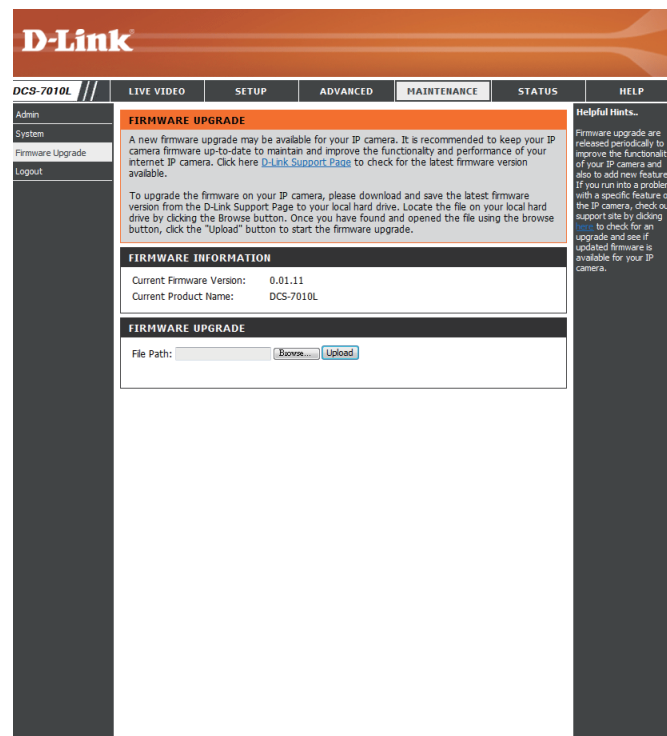 D-Link
DCS-7010L
LIVE VIDEO
SETUP
ADVANCED
MAINTENANCE
STATUS
HELP
Admin
System
Firmware Upgrade
Logout
FIRMWARE UPGRADE
A new firmware upgrade may be available for your IP camera. It is recommended to keep your IP
camera firmware up-to-date to maintain and improve the functionality and performance of your
internet IP camera. Click here D-Link Support Page to check for the latest firmware version
available.
To upgrade the firmware on your IP camera, please download and save the latest firmware
version from the D-Link Support Page to your local hard drive. Locate the file on your local hard
drive by clicking the Browse button. Once you have found and opened the file using the browse
button, click the "Upload" button to start the firmware upgrade.
FIRMWARE INFORMATION
Current Firmware Version: 0.01.11
Current Product Name: DCS-7010L
FIRMWARE UPGRADE
File Path: Browse... Upload
Helpful Hints..
Firmware upgrade are
released periodically to
improve the functionalit
of your IP camera and
also to add new feature
If you run into a probler
with a specific feature o
the IP camera, check ou
support site by clicking
here to check for an
upgrade and see if
updated firmware is
available for your IP
camera.